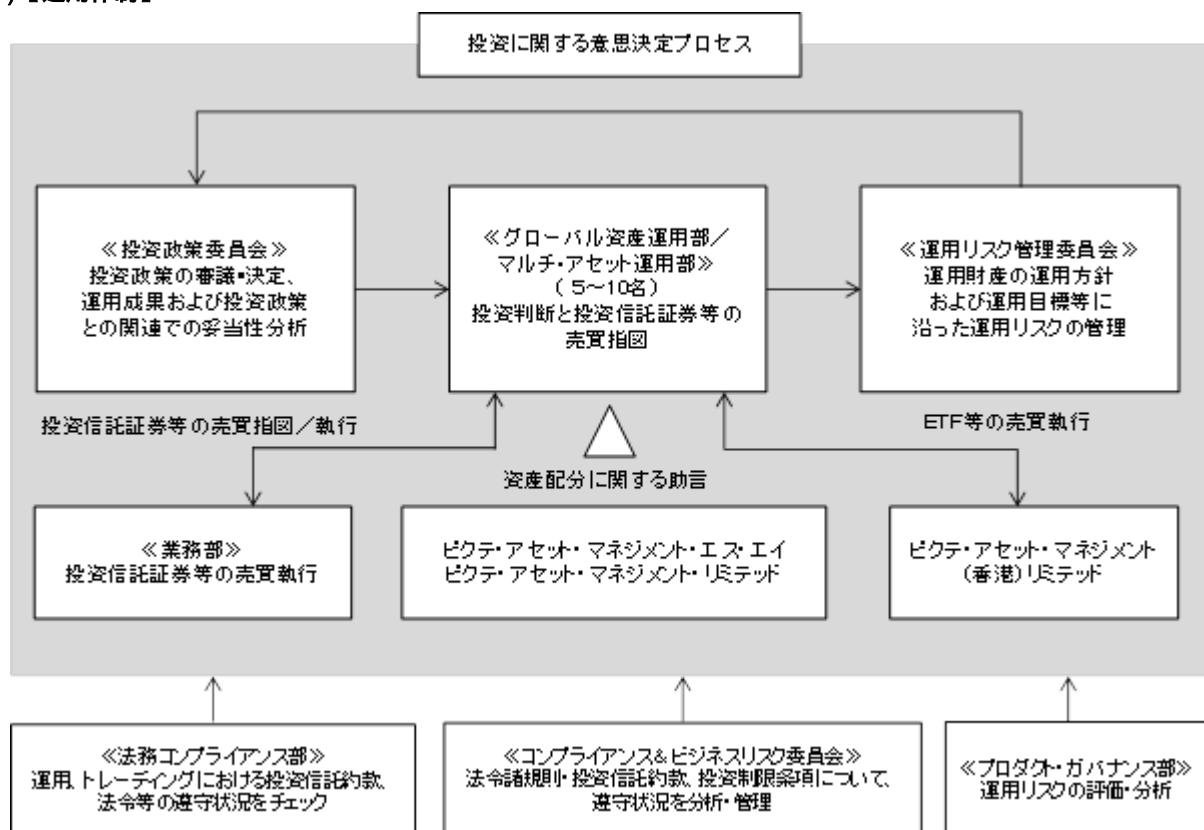 投資に関する意思決定プロセス
≪投資政策委員会≫
投資政策の審議・決定、
運用成果および投資政策
との関連での妥当性分析
≪グローバル資産運用部／
マルチ・アセット運用部≫
（５～10名）
投資判断と投資信託証券等の
売買指図
≪運用リスク管理委員会≫
運用財産の運用方針
および運用目標等に
沿った運用リスクの管理
投資信託証券等の売買指図／執行
ETF等の売買執行
資産配分に関する助言
≪業務部≫
投資信託証券等の売買執行
ピクテ・アセット・マネジメント・エス・エイ
ピクテ・アセット・マネジメント・リミテッド
ピクテ・アセット・マネジメント
(香港)リミテッド
≪法務コンプライアンス部≫
運用、トレーディングにおける投資信託約款、
法令等の遵守状況をチェック
≪コンプライアンス&ビジネスリスク委員会≫
法令諸規則・投資信託約款、投資制限条項について、
遵守状況を分析・管理
≪プロダクト・ガバナンス部≫
運用リスクの評価・分析